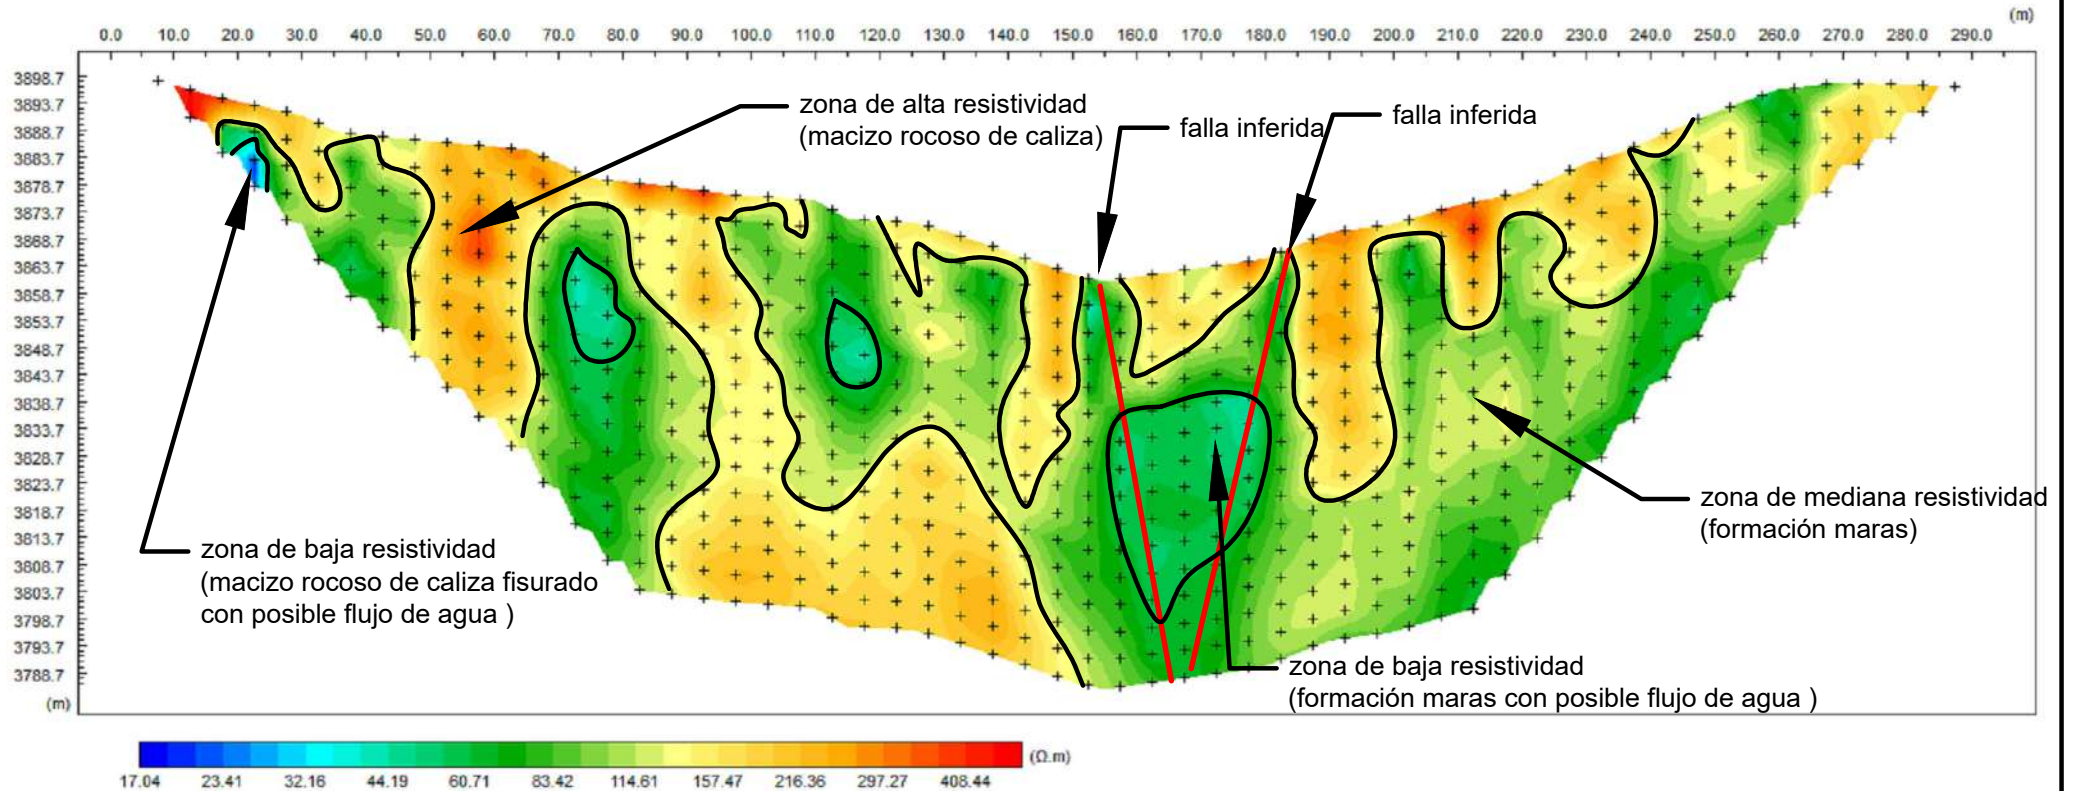 (m)
0.0 10.0 20.0 30.0 40.0 50.0 60.0 70.0 80.0 90.0 100.0 110.0 120.0 130.0 140.0 150.0 160.0 170.0 180.0 190.0 200.0 210.0 220.0 230.0 240.0 250.0 260.0 270.0 280.0 290.0
3898.7
3893.7
3888.7
3883.7
3878.7
3873.7
3868.7
3863.7
3858.7
3853.7
3848.7
3843.7
3838.7
3833.7
3828.7
3823.7
3818.7
3813.7
3808.7
3803.7
3798.7
3793.7
3788.7
(m)
zona de alta resistividad
(macizo rocoso de caliza)
falla inferida
falla inferida
zona de baja resistividad
(macizo rocoso de caliza fisurado
con posible flujo de agua )
zona de mediana resistividad
(formación maras)
zona de baja resistividad
(formación maras con posible flujo de agua )
(Ω.m)
17.04 23.41 32.16 44.19 60.71 83.42 114.61 157.47 216.36 297.27 408.44